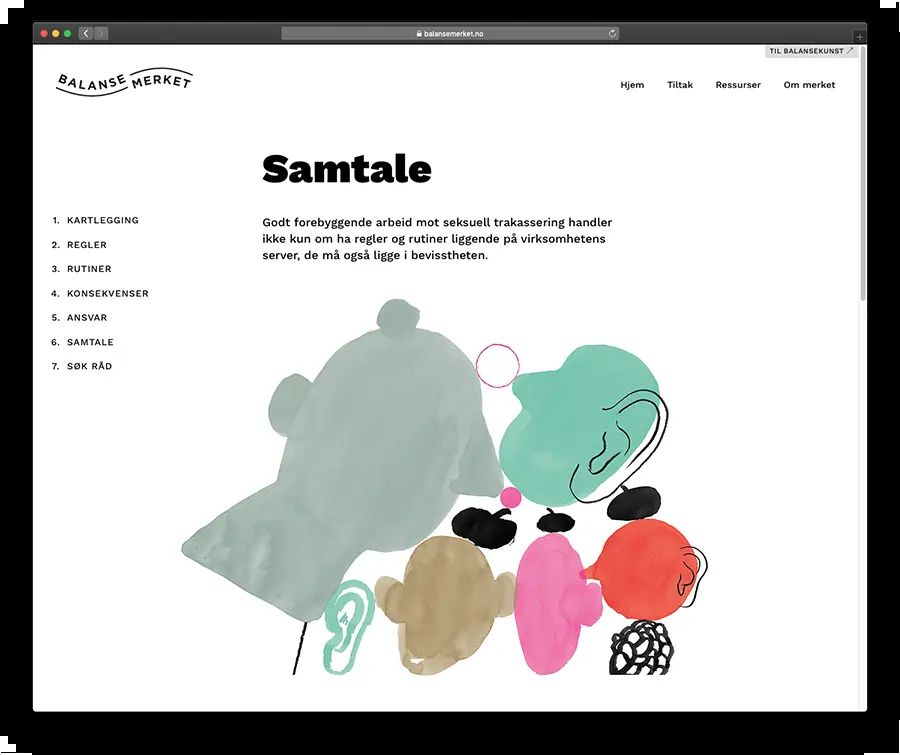 balansemerket.no
TIL BALANSEKUNST
BALANSE MERKET
Hjem Tiltak Ressurser Om merket
Samtale
Godt forebyggende arbeid mot seksuell trakassering handler
ikke kun om ha regler og rutiner liggende på virksomhetens
server, de må også ligge i bevisstheten.
1. KARTLEGGING
2. REGLER
3. RUTINER
4. KONSEKVENSER
5. ANSVAR
6. SAMTALE
7. SØK RÅD